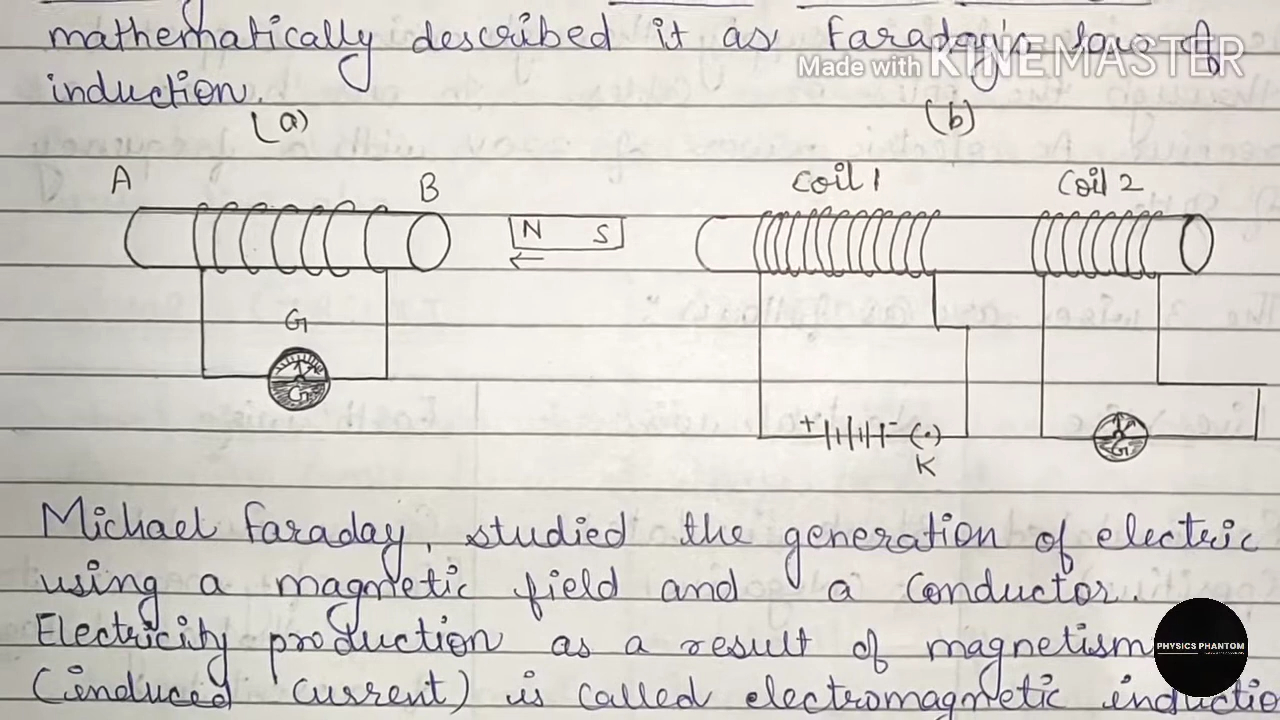 mathematically described it as Faraday's law of
Made with KINEMASTER
induction.
(a) (b)
A B Coil 1 Coil 2
N S
G
G
+ - (.)
G
K
Michael Faraday, studied the generation of electric
using a magnetic field and a conductor.
Electricity production as a result of magnetism
PHYSICS PHANTOM
(induced current) is called electromagnetic inductio